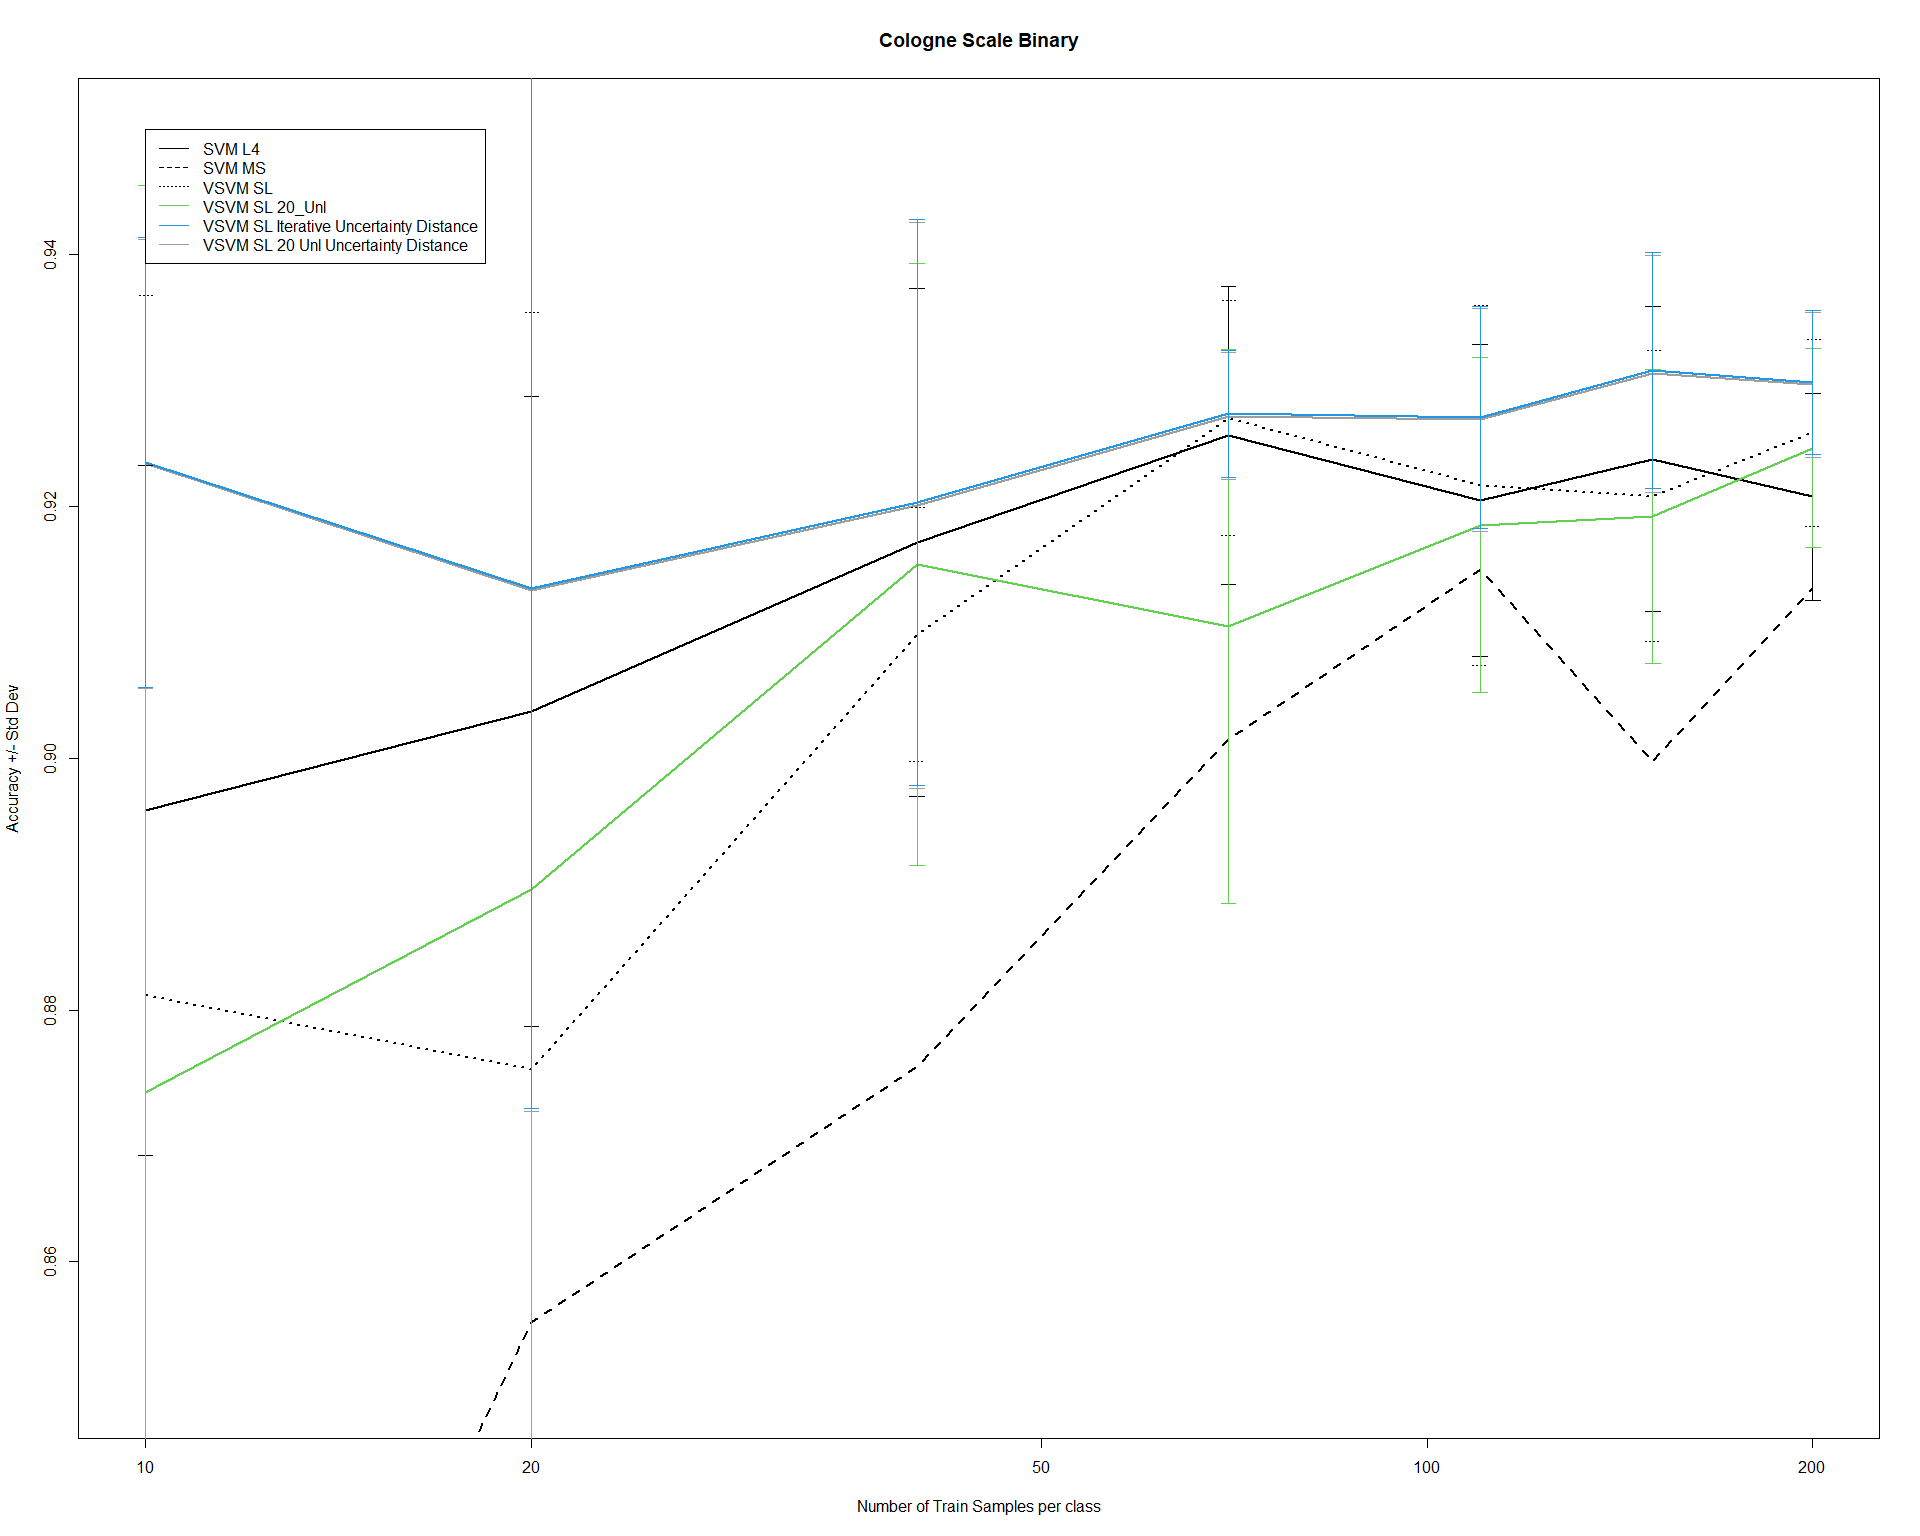 Cologne Scale Binary
SVM L4
SVM MS
VSVM SL
VSVM SL 20_Unl
VSVM SL Iterative Uncertainty Distance
VSVM SL 20 Unl Uncertainty Distance
0.94
0.92
0.90
0.88
0.86
Accuracy +/- Std Dev
10 20 50 100 200
Number of Train Samples per class